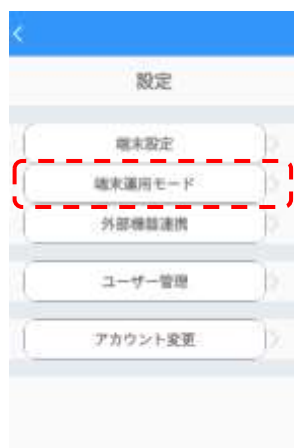 設定
端末設定
端末運用モード
外部機器連携
ユーザー管理
アカウント変更